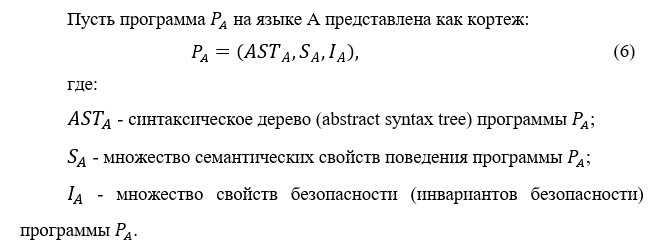 Пусть программа P_A на языке A представлена как кортеж:
P_A = (AST_A, S_A, I_A), (6)
где:
AST_A - синтаксическое дерево (abstract syntax tree) программы P_A;
S_A - множество семантических свойств поведения программы P_A;
I_A - множество свойств безопасности (инвариантов безопасности)
программы P_A.